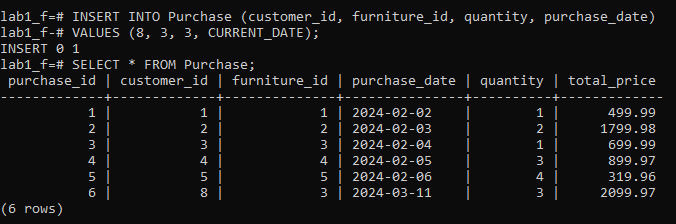 lab1_f=# INSERT INTO Purchase (customer_id, furniture_id, quantity, purchase_date)
lab1_f-# VALUES (8, 3, 3, CURRENT_DATE);
INSERT 0 1
lab1_f=# SELECT * FROM Purchase;
 purchase_id | customer_id | furniture_id | purchase_date | quantity | total_price
-------------+-------------+--------------+---------------+----------+-------------
           1 |           1 |            1 | 2024-02-02    |        1 |      499.99
           2 |           2 |            2 | 2024-02-03    |        2 |     1799.98
           3 |           3 |            3 | 2024-02-04    |        1 |      699.99
           4 |           4 |            4 | 2024-02-05    |        3 |      899.97
           5 |           5 |            5 | 2024-02-06    |        4 |      319.96
           6 |           8 |            3 | 2024-03-11    |        3 |     2099.97
(6 rows)